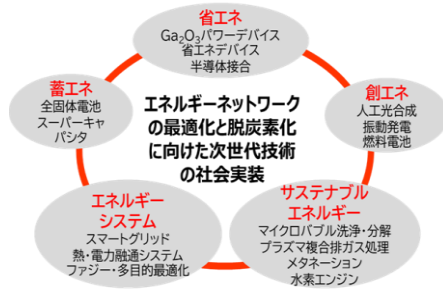 省エネ
Ga₂O₃パワーデバイス
省エネデバイス
半導体接合
蓄エネ
全固体電池
スーパーキャ
パシタ
エネルギーネットワーク
の最適化と脱炭素化
に向けた次世代技術
の社会実装
創エネ
人工光合成
振動発電
燃料電池
エネルギー
システム
スマートグリッド
熱・電力融通システム
ファジー・多目的最適化
サステナブル
エネルギー
マイクロバブル洗浄・分解
プラズマ複合排ガス処理
メタネーション
水素エンジン